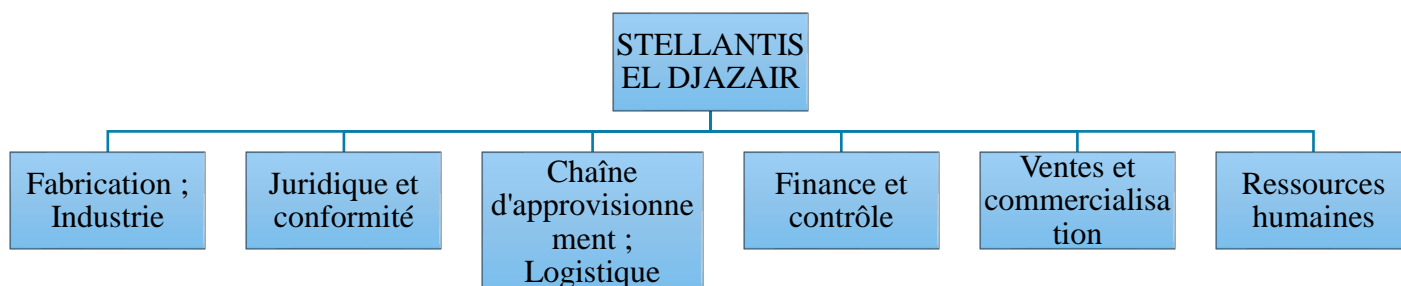 STELLANTIS
EL DJAZAIR
Fabrication ;
Industrie
Juridique et
conformité
Chaîne
d'approvisionne
ment ;
Logistique
Finance et
contrôle
Ventes et
commercialisa
tion
Ressources
humaines